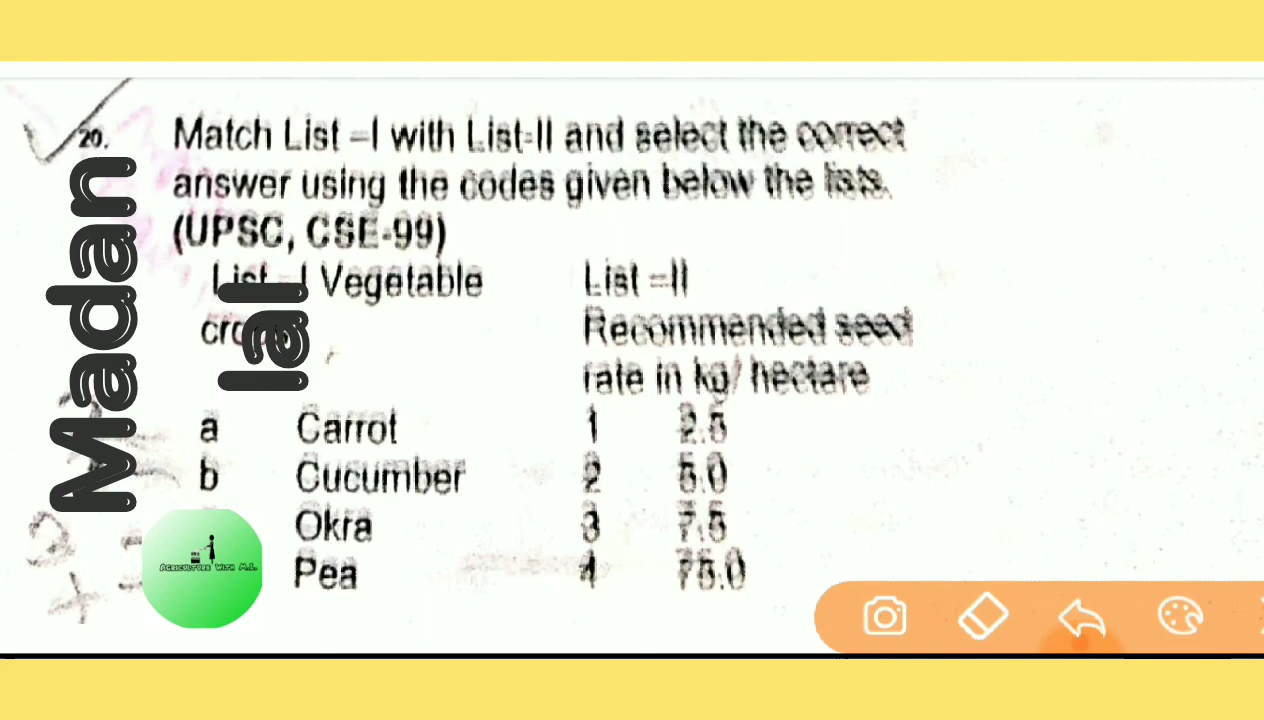 20. Match List –I with List-II and select the correct
answer using the codes given below the lists.
(UPSC, CSE-99)
List –I Vegetable List –II
Recommended seed
rate in kg/ hectare
a Carrot 1 2.5
b Cucumber 2 5.0
Okra 3 7.5
Pea 4 75.0
Madan
lal
AGRICULTURE WITH M.L.